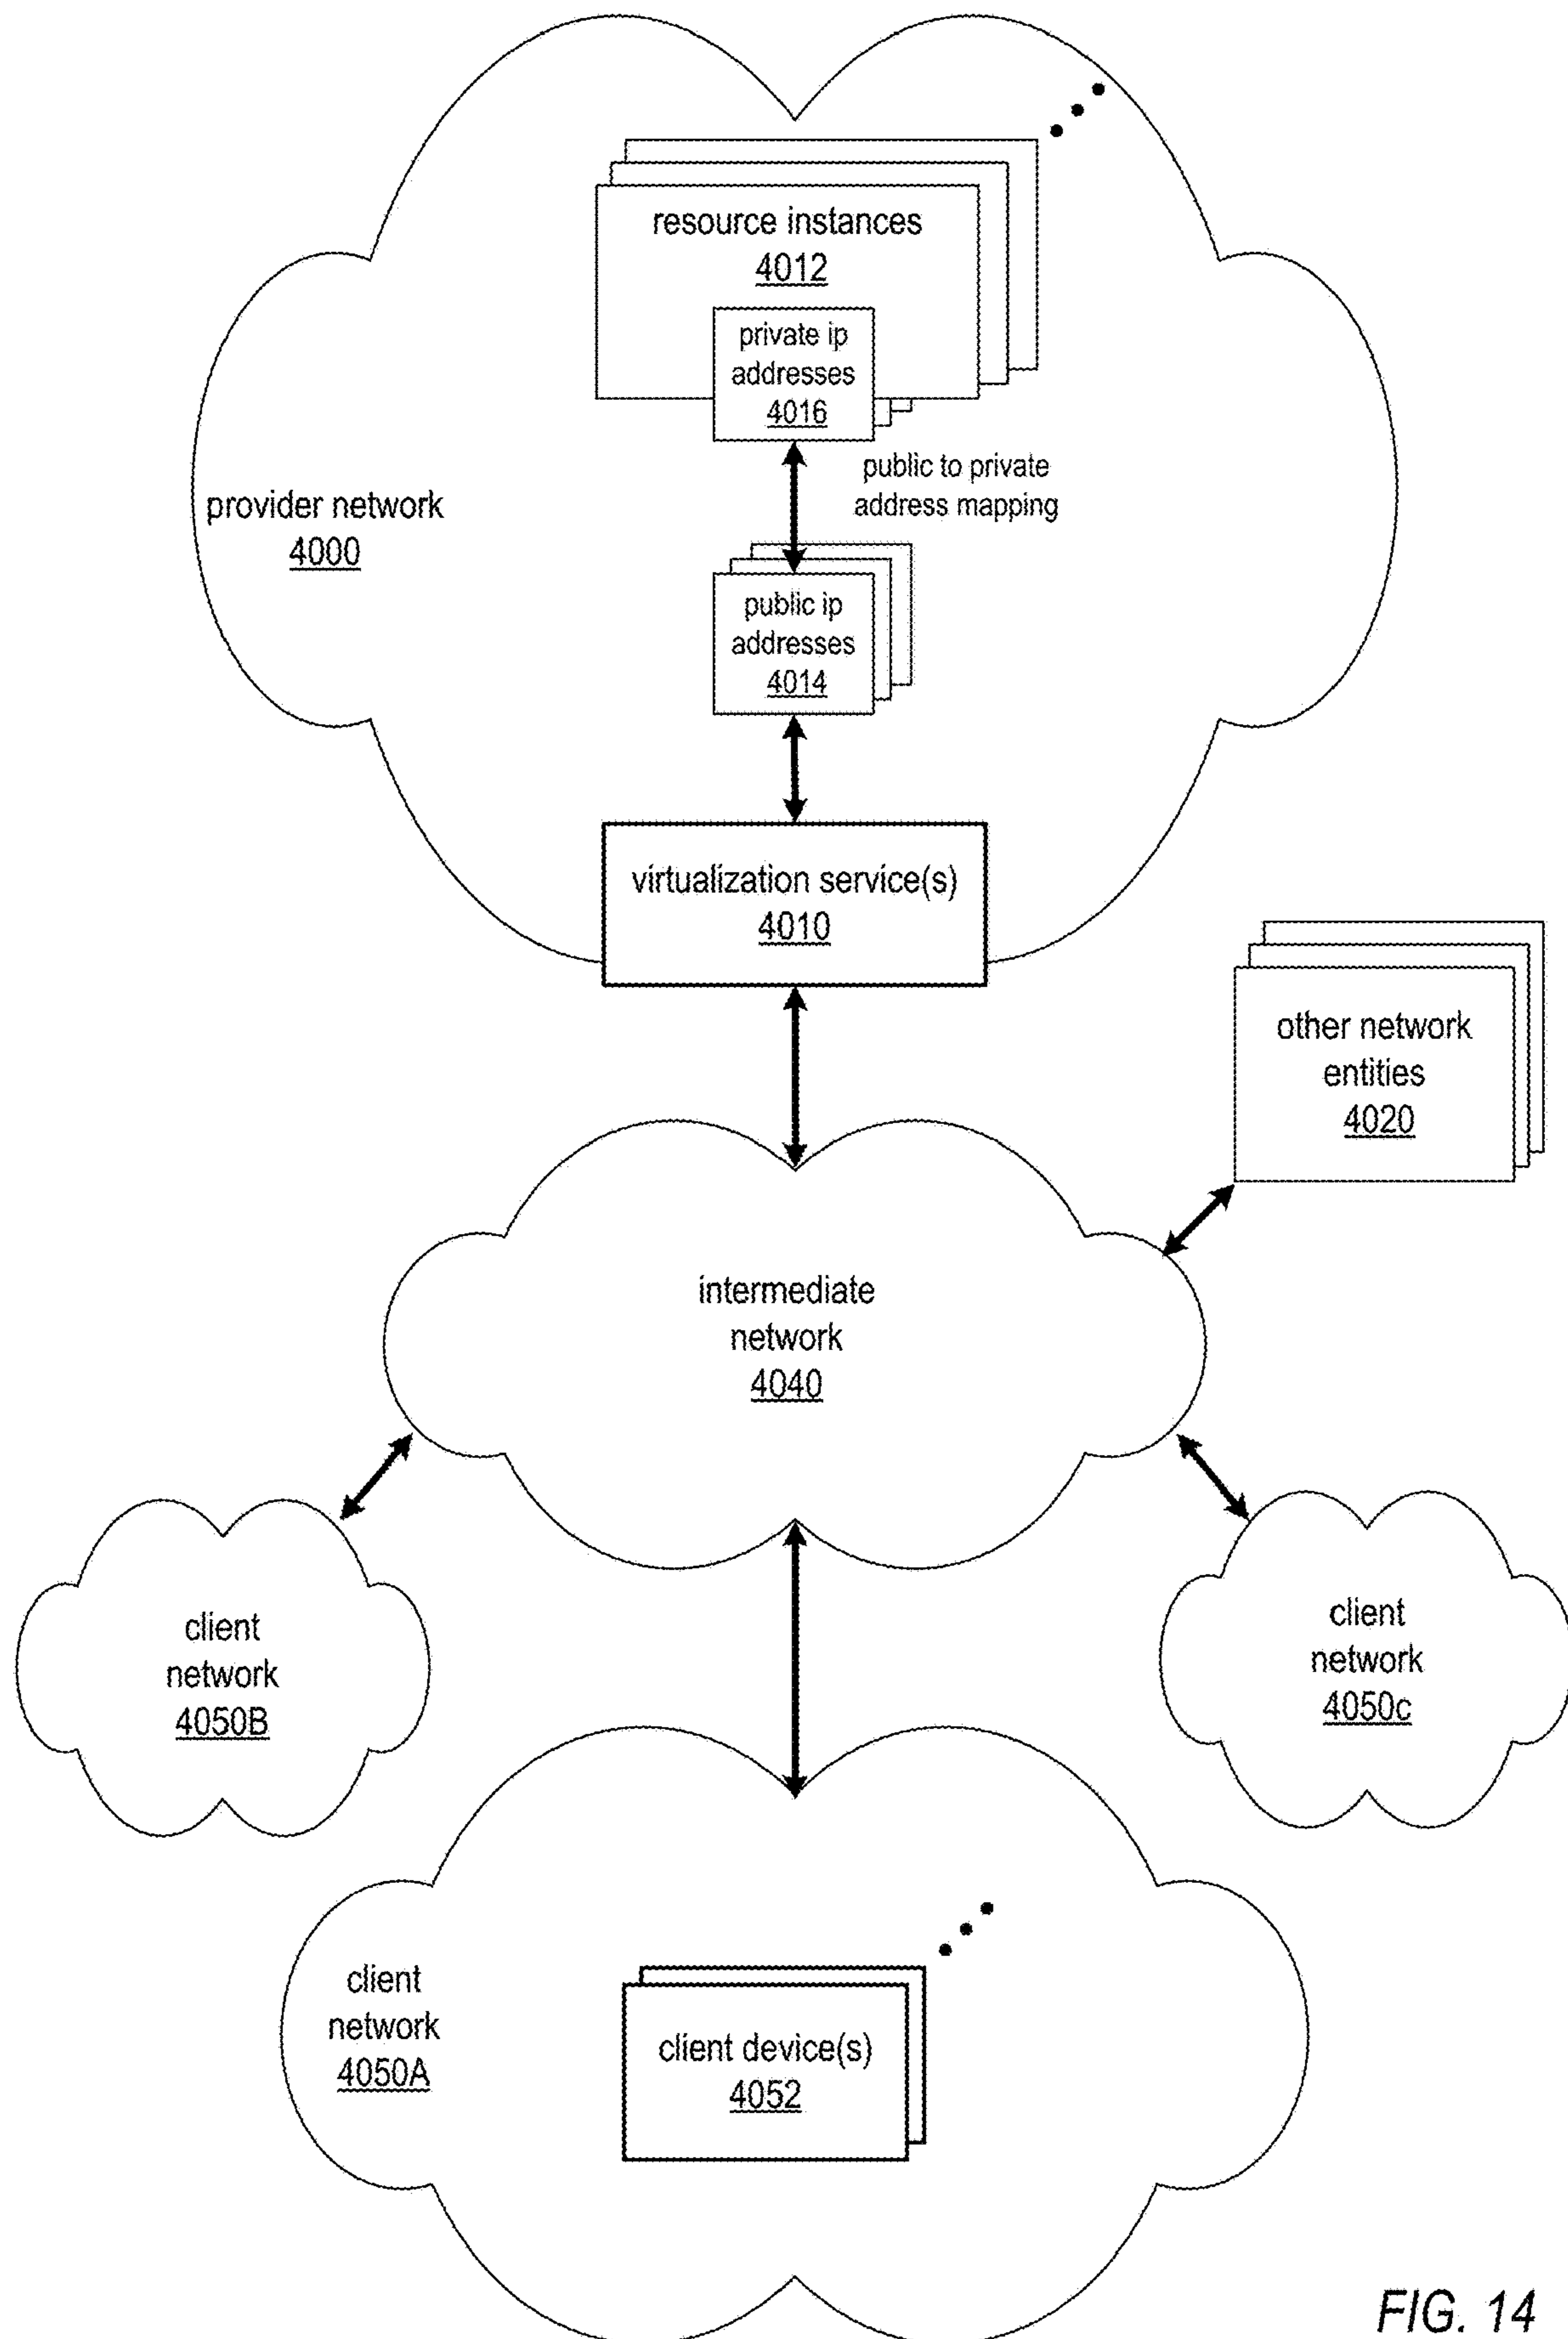 resource instances
4012
private ip
addresses
4016
public to private
address mapping
provider network
4000
public ip
addresses
4014
virtualization service(s)
4010
other network
entities
4020
intermediate
network
4040
client
network
4050B
client
network
4050c
client
network
4050A
client device(s)
4052
FIG. 14